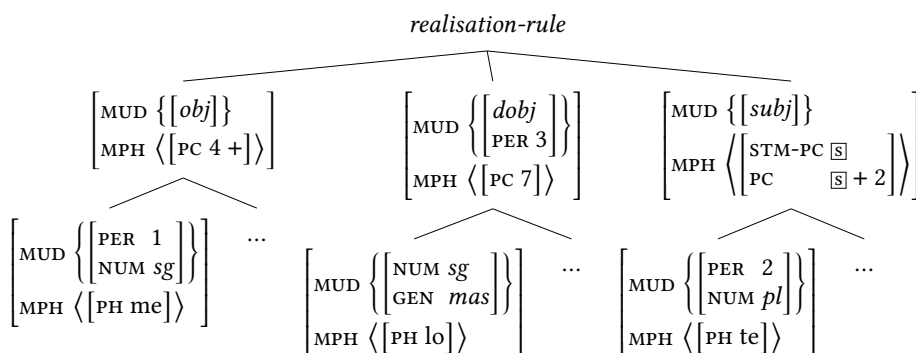 realisation-rule
[MUD {[obj]}
MPH ⟨[PC 4 +]⟩]
[MUD {[dobj
PER 3]}
MPH ⟨[PC 7]⟩]
[MUD {[subj]}
MPH ⟨[STM-PC [s]
PC [s] + 2]⟩]
[MUD {[PER 1
NUM sg]}
MPH ⟨[PH me]⟩]
...
[MUD {[NUM sg
GEN mas]}
MPH ⟨[PH lo]⟩]
...
[MUD {[PER 2
NUM pl]}
MPH ⟨[PH te]⟩]
...